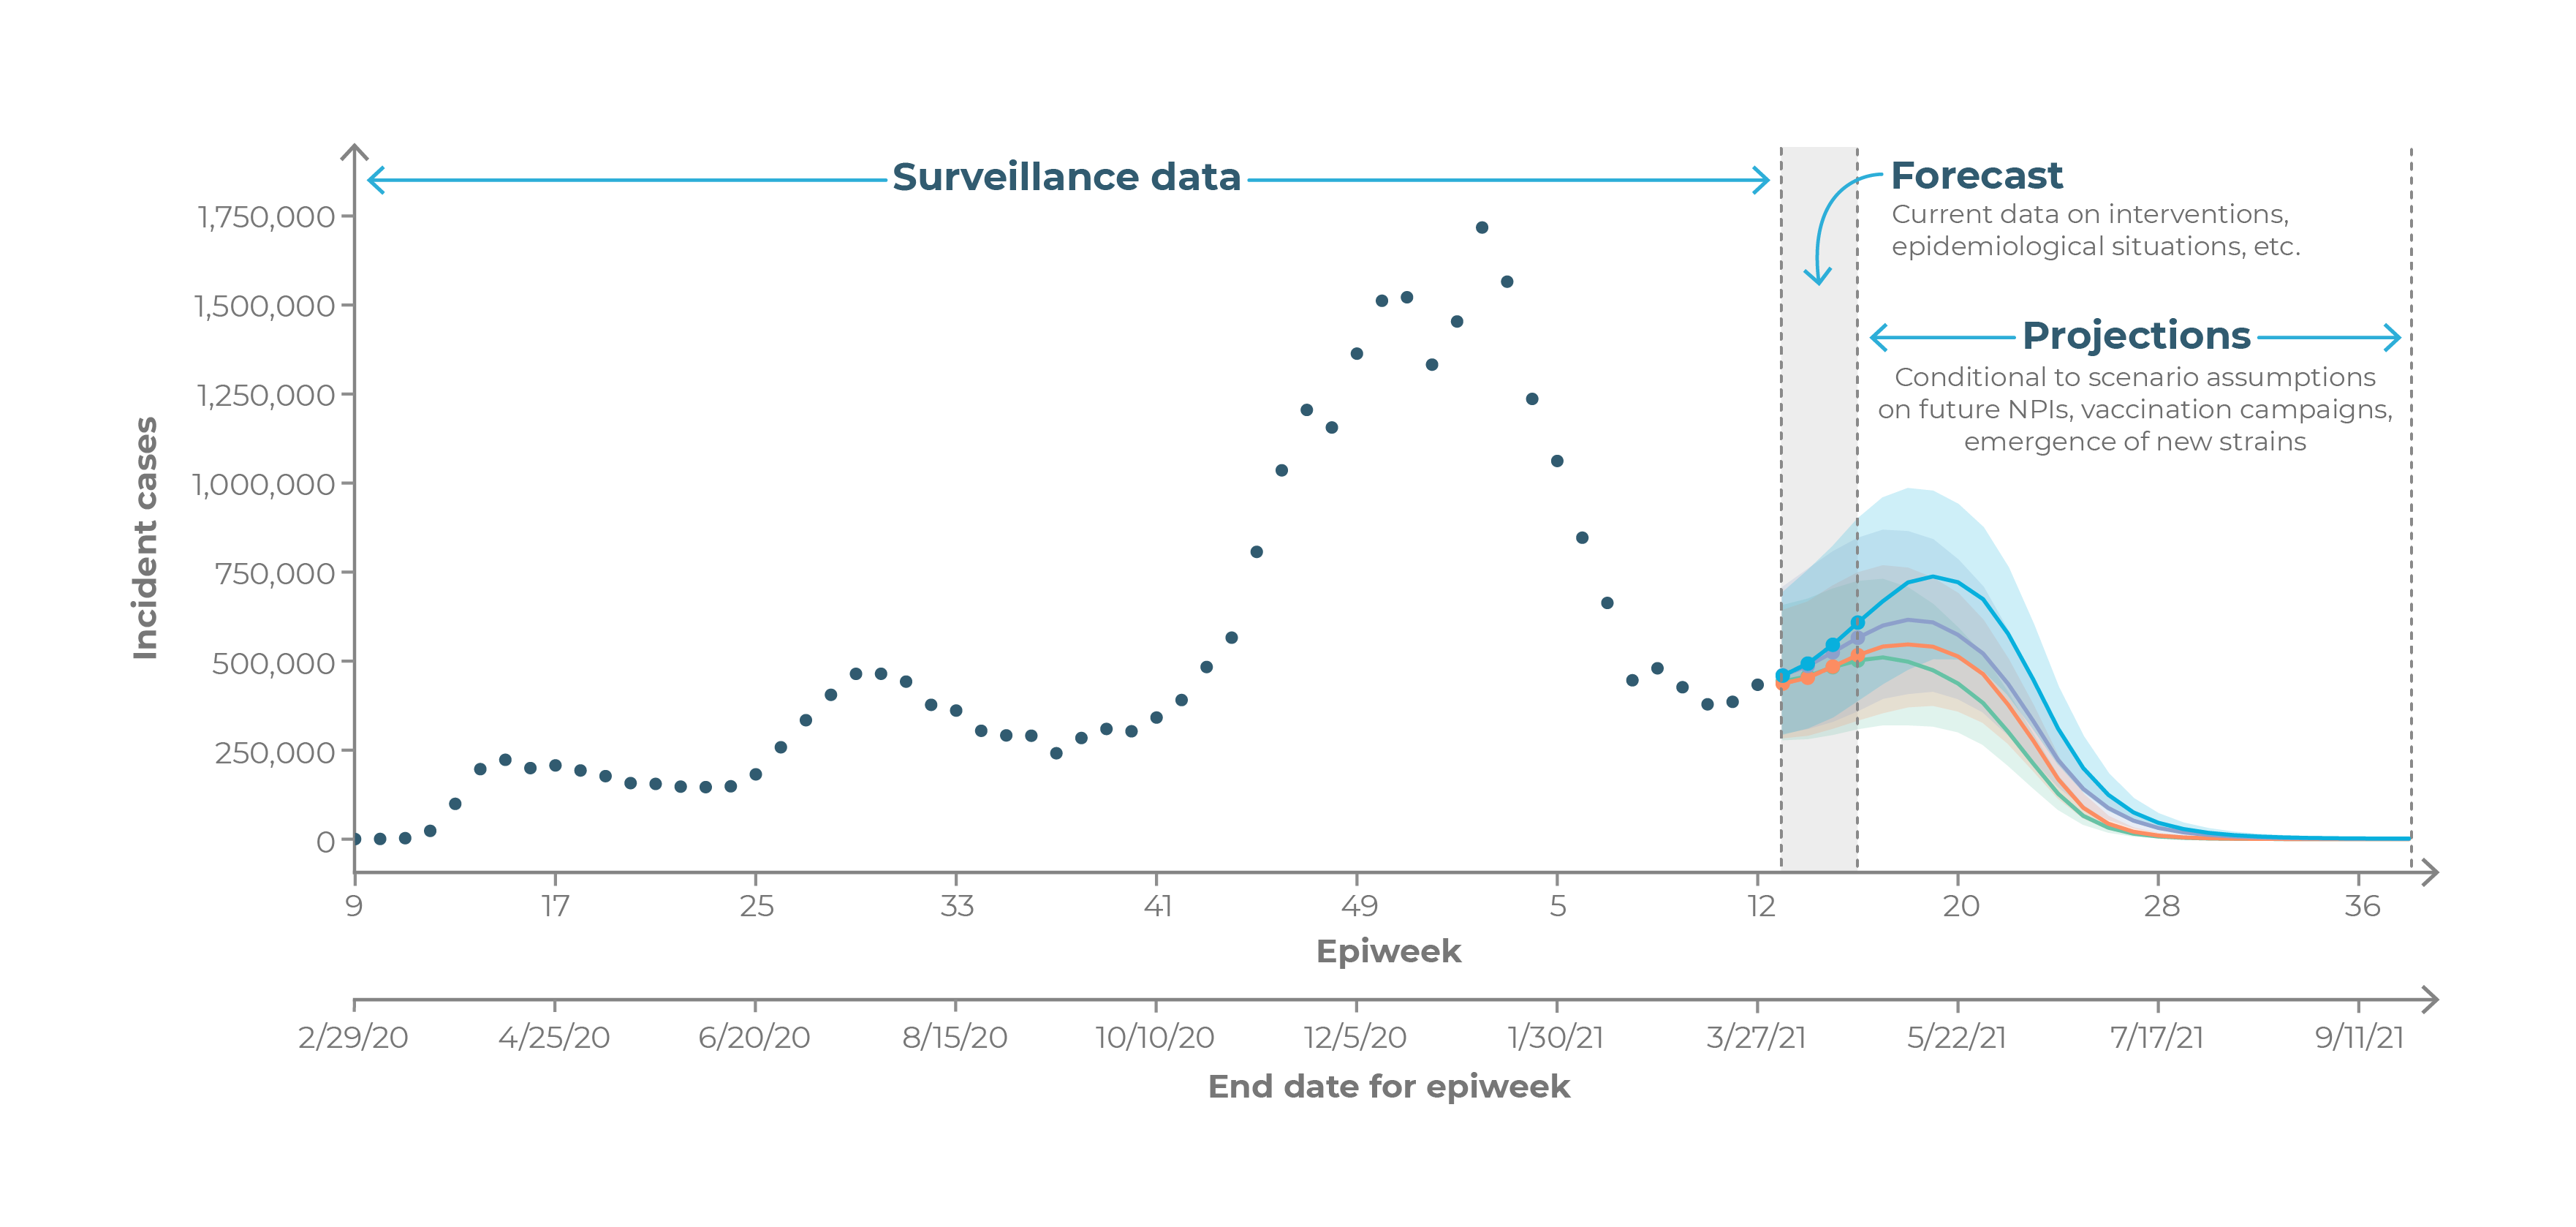 Surveillance data
Forecast
Current data on interventions,
epidemiological situations, etc.
Projections
Conditional to scenario assumptions
on future NPIs, vaccination campaigns,
emergence of new strains
Incident cases
1,750,000
1,500,000
1,250,000
1,000,000
750,000
500,000
250,000
0
9 17 25 33 41 49 5 12 20 28 36
Epiweek
2/29/20 4/25/20 6/20/20 8/15/20 10/10/20 12/5/20 1/30/21 3/27/21 5/22/21 7/17/21 9/11/21
End date for epiweek